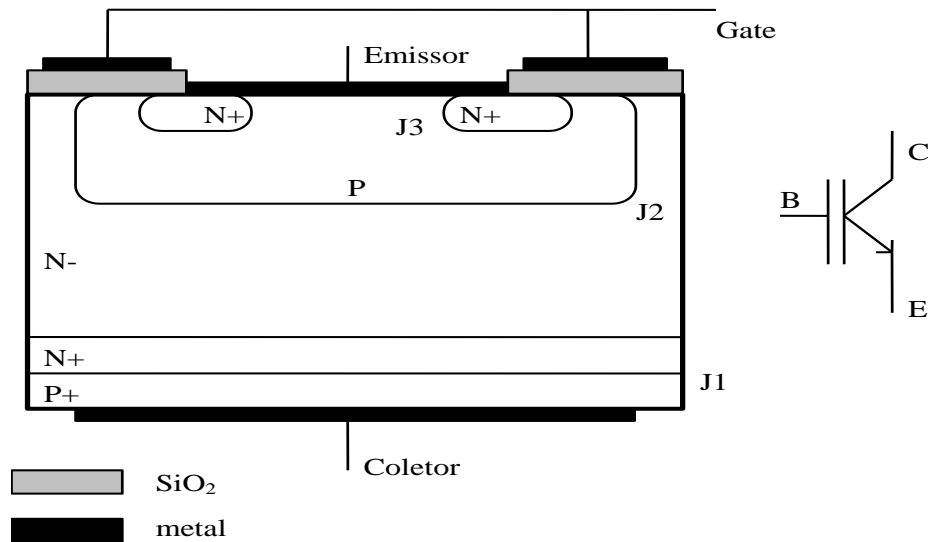 Gate
Emissor
N+
N+
J3
C
P
B
J2
N-
E
N+
J1
P+
Coletor
SiO₂
metal